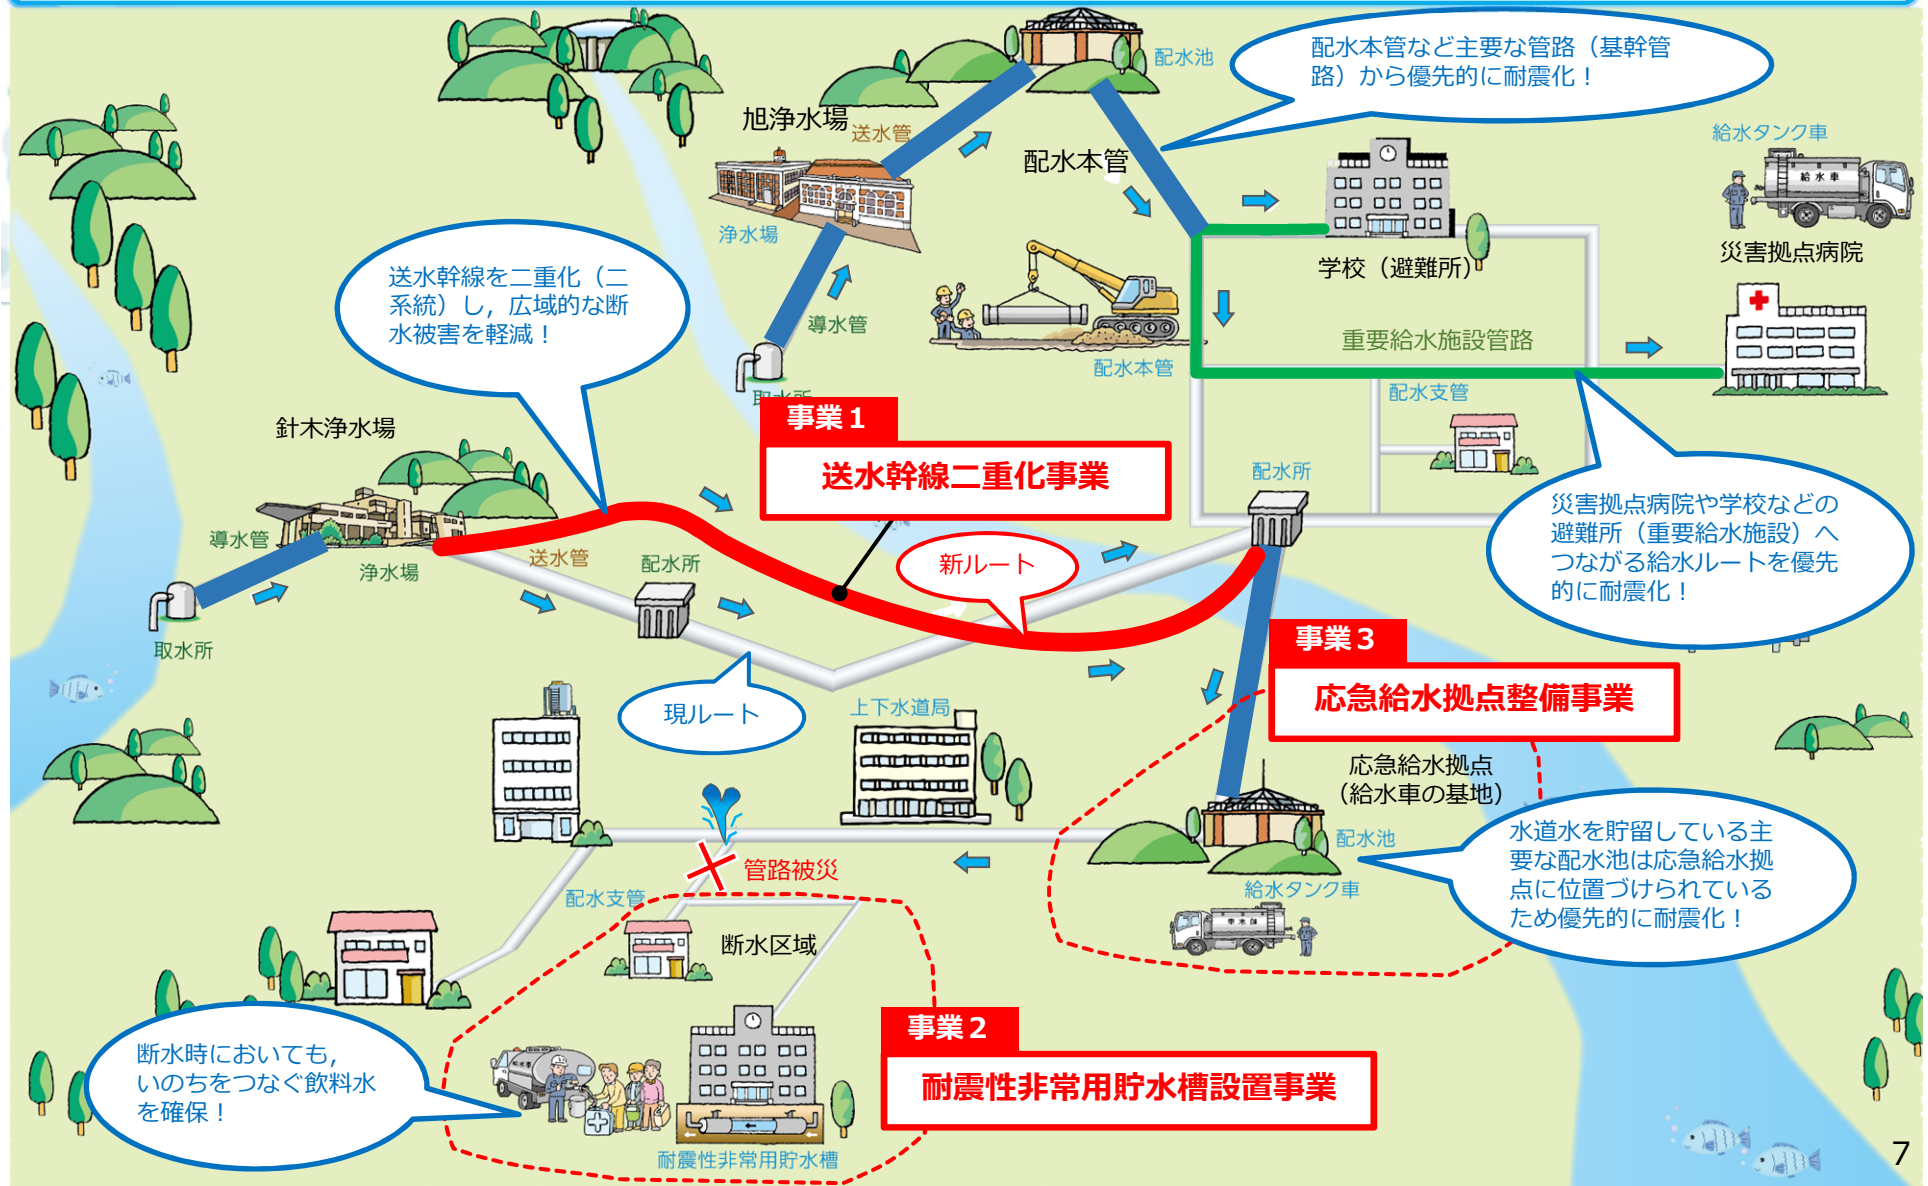 配水池
配水本管など主要な管路（基幹管
路）から優先的に耐震化！
旭浄水場
送水管
配水本管
給水タンク車
給水車
浄水場
学校（避難所）
災害拠点病院
送水幹線を二重化（二
系統）し，広域的な断
水被害を軽減！
導水管
配水本管
重要給水施設管路
配水支管
取水所
事業１
送水幹線二重化事業
針木浄水場
配水所
災害拠点病院や学校などの
避難所（重要給水施設）へ
つながる給水ルートを優先
的に耐震化！
導水管
浄水場
送水管
配水所
新ルート
取水所
事業３
応急給水拠点整備事業
現ルート
上下水道局
応急給水拠点
（給水車の基地）
配水池
水道水を貯留している主
要な配水池は応急給水拠
点に位置づけられている
ため優先的に耐震化！
管路被災
配水支管
給水タンク車
断水区域
事業２
耐震性非常用貯水槽設置事業
断水時においても，
いのちをつなぐ飲料水
を確保！
耐震性非常用貯水槽
7